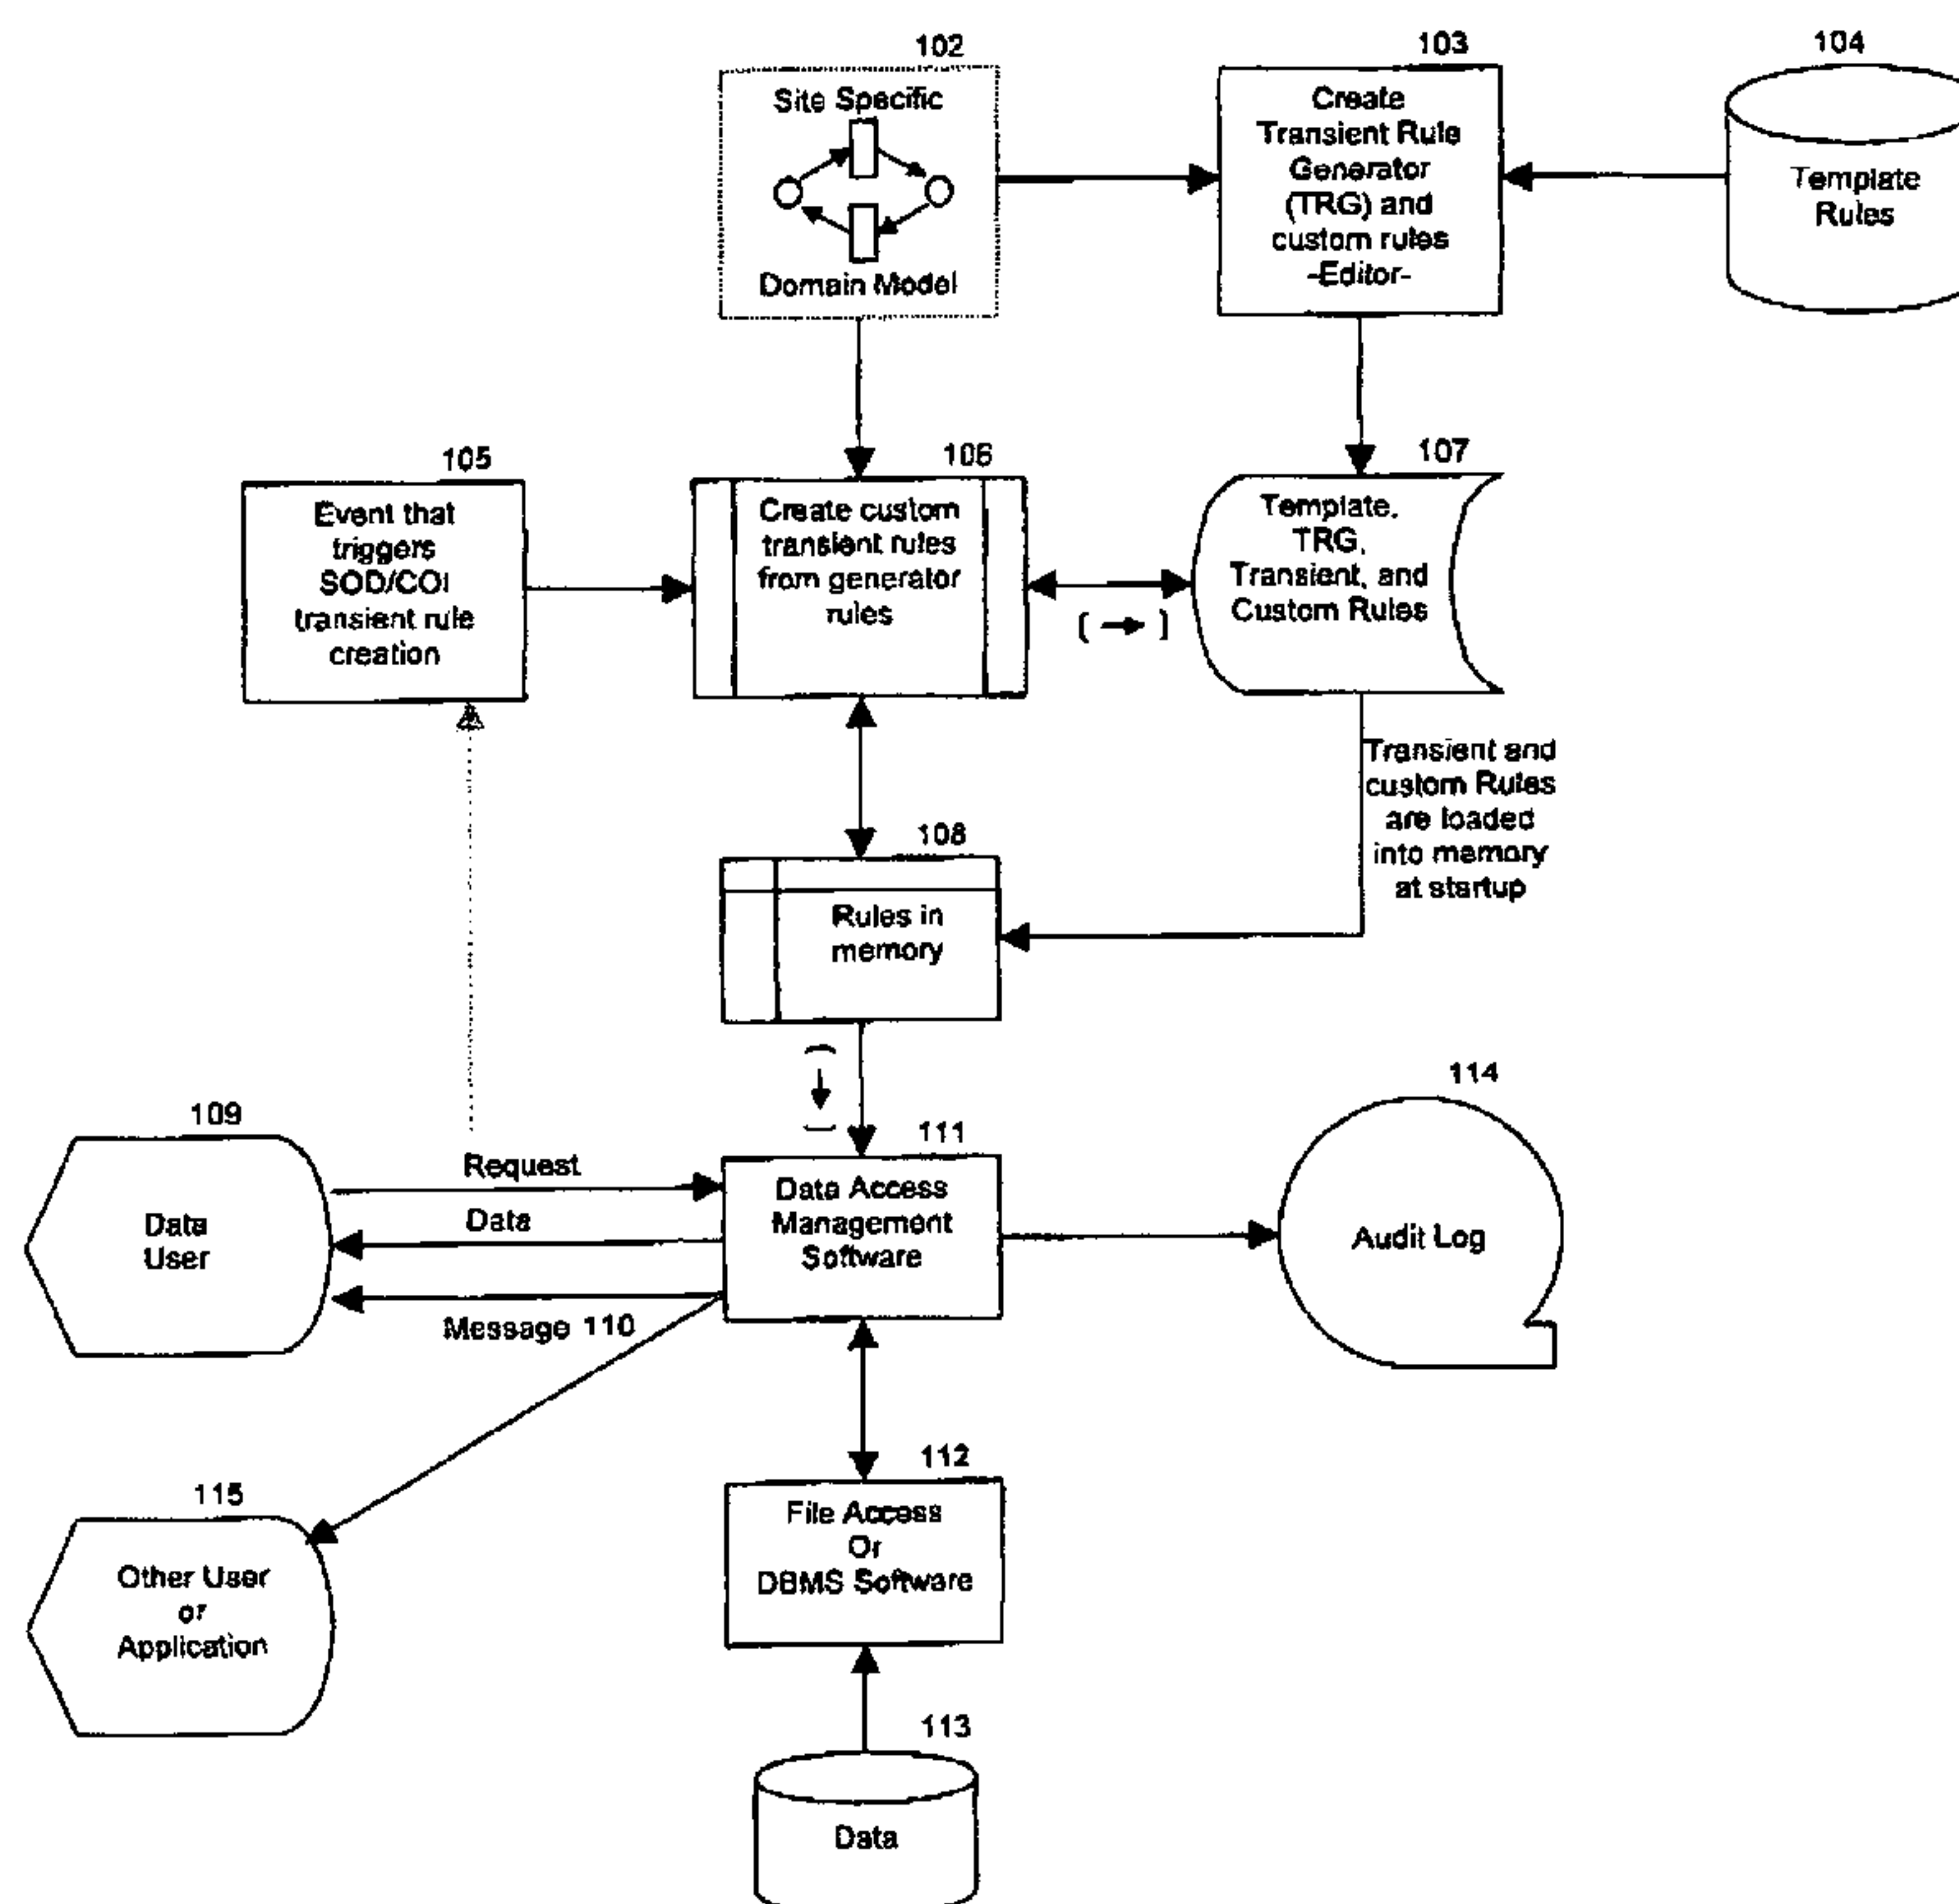 102
Site Specific
Domain Model
103
Create
Transient Rule
Generator
(TRG) and
custom rules
-Editor-
104
Template
Rules
105
Event that
triggers
SOD/COI
transient rule
creation
106
Create custom
transient rules
from generator
rules
107
Template,
TRG,
Transient, and
Custom Rules
Transient and
custom Rules
are loaded
into memory
at startup
108
Rules in
memory
109
Data
User
Request
Data
Message 110
111
Data Access
Management
Software
114
Audit Log
115
Other User
or
Application
112
File Access
Or
DBMS Software
113
Data